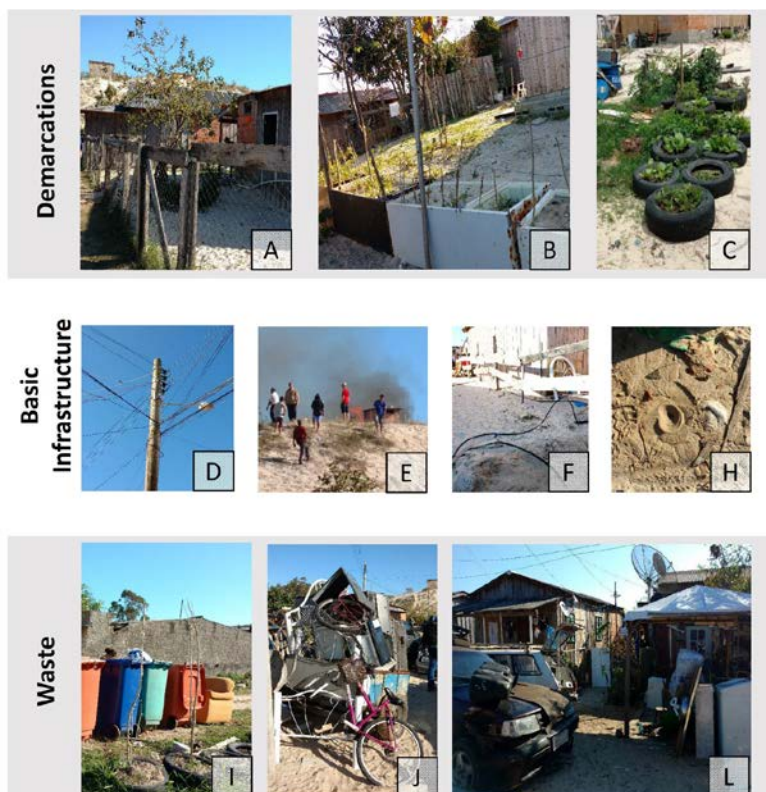 Demarcations
A
B
C
Basic
Infrastructure
D
E
F
H
Waste
I
J
L